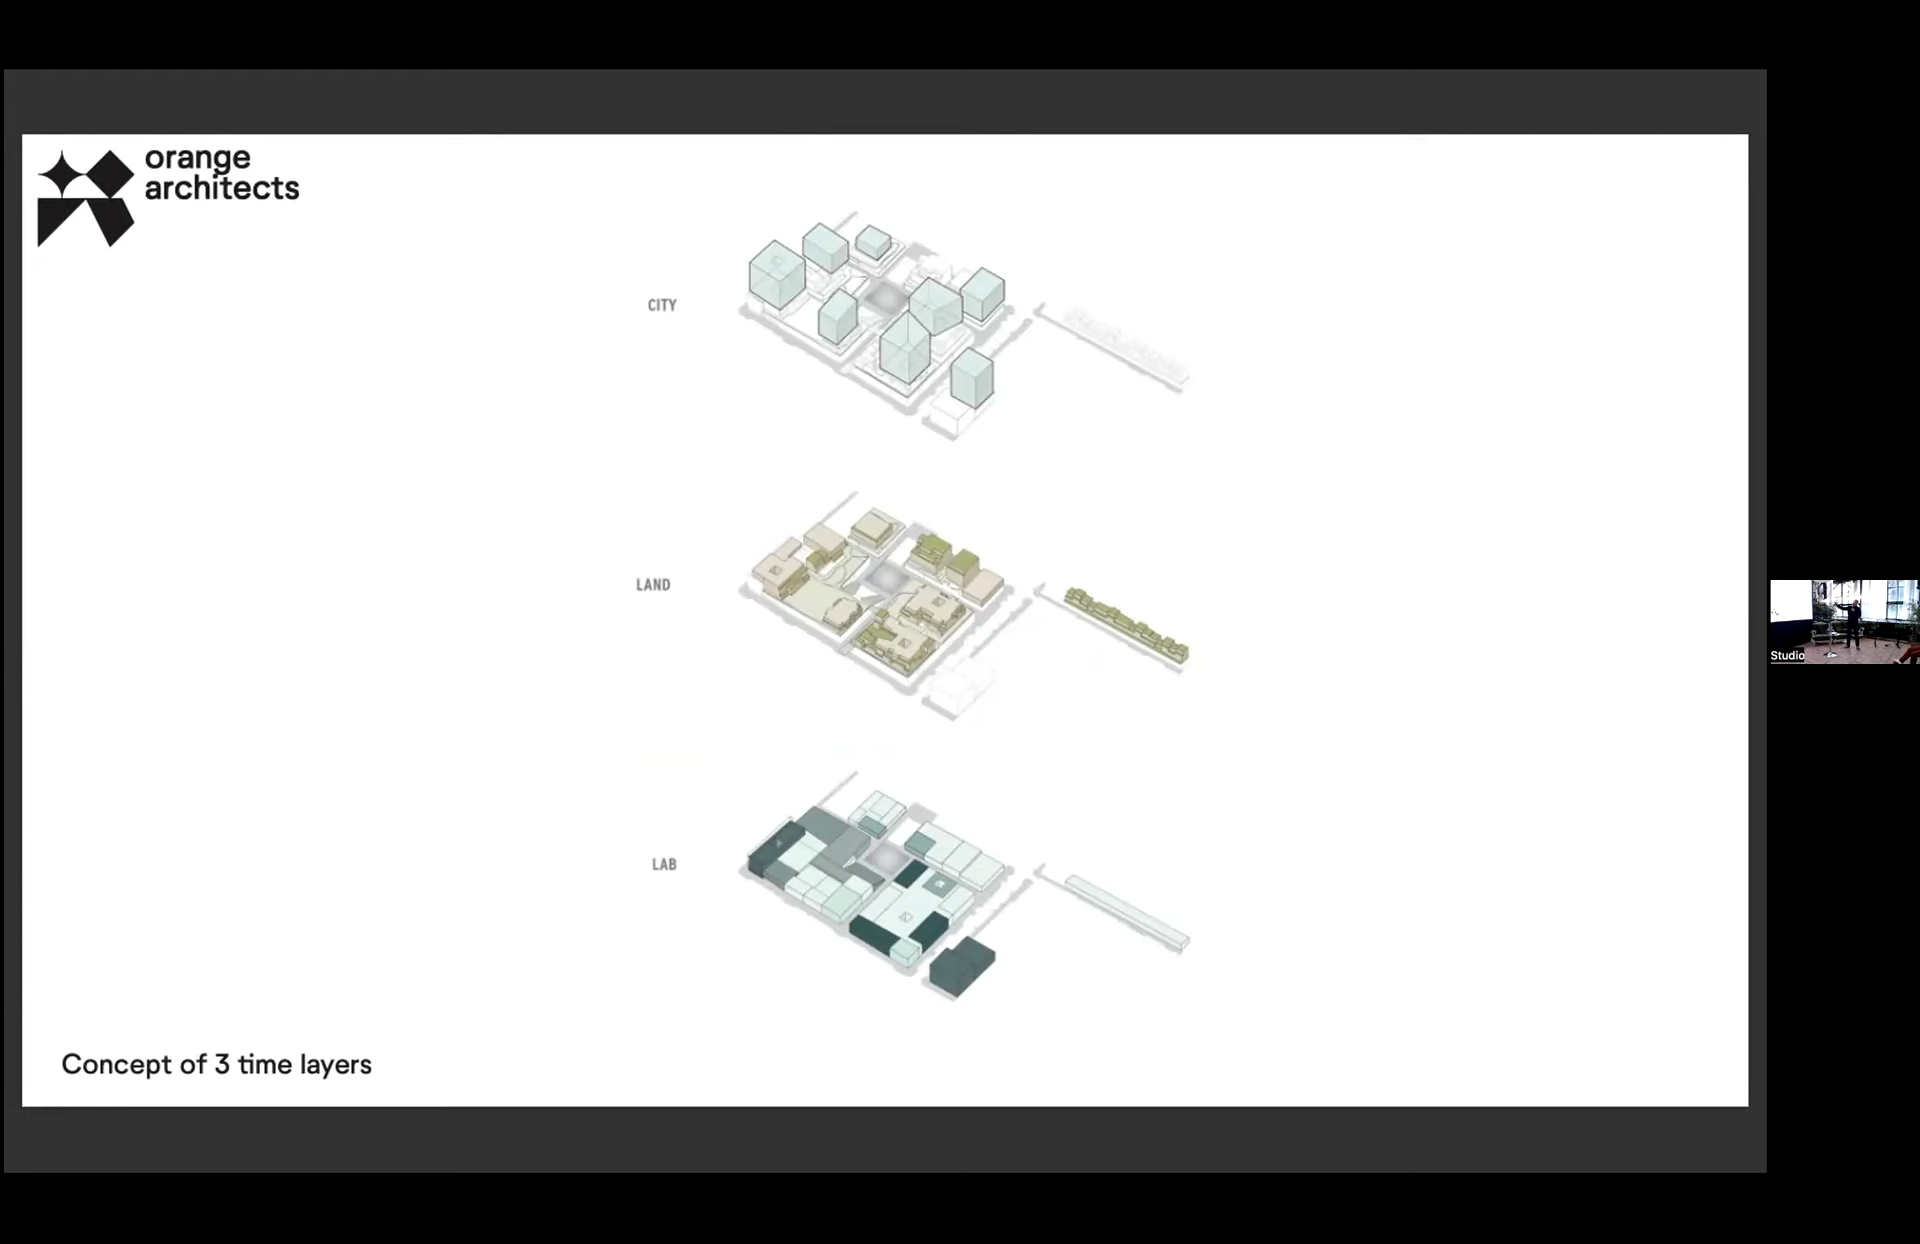 orange
architects
CITY
LAND
LAB
Studio
Concept of 3 time layers